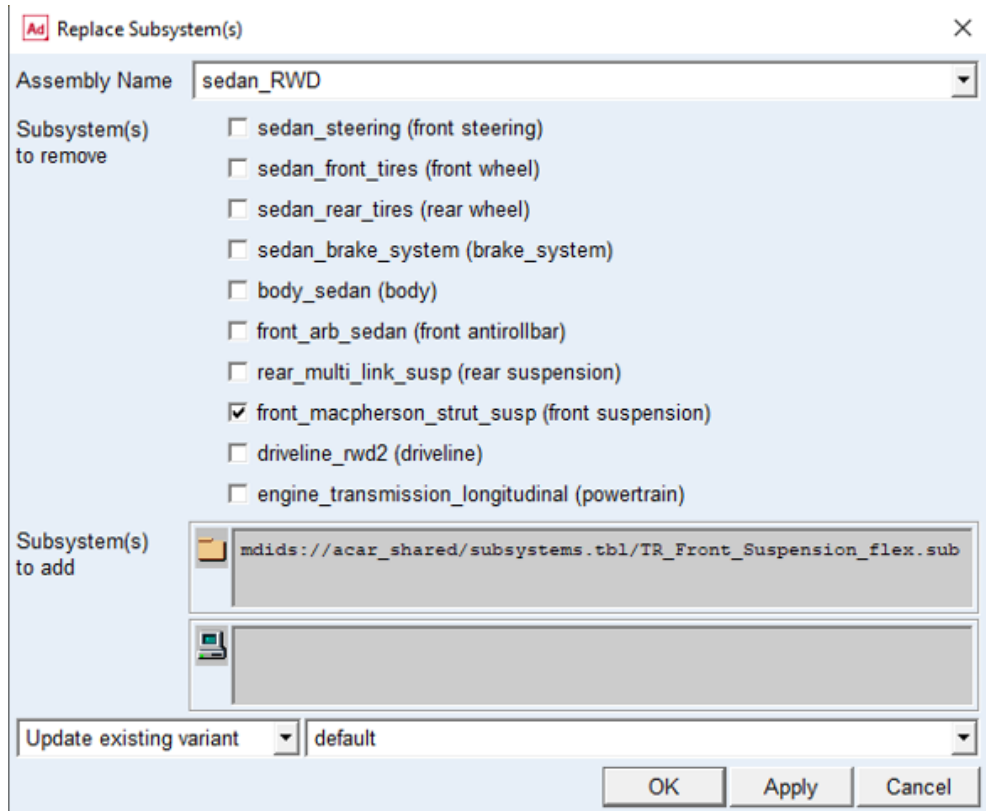 Ad Replace Subsystem(s)
Assembly Name sedan_RWD
Subsystem(s)
to remove
sedan_steering (front steering)
sedan_front_tires (front wheel)
sedan_rear_tires (rear wheel)
sedan_brake_system (brake_system)
body_sedan (body)
front_arb_sedan (front antirollbar)
rear_multi_link_susp (rear suspension)
front_macpherson_strut_susp (front suspension)
driveline_rwd2 (driveline)
engine_transmission_longitudinal (powertrain)
Subsystem(s)
to add
mdids://acar_shared/subsystems.tbl/TR_Front_Suspension_flex.sub
Update existing variant default
OK Apply Cancel